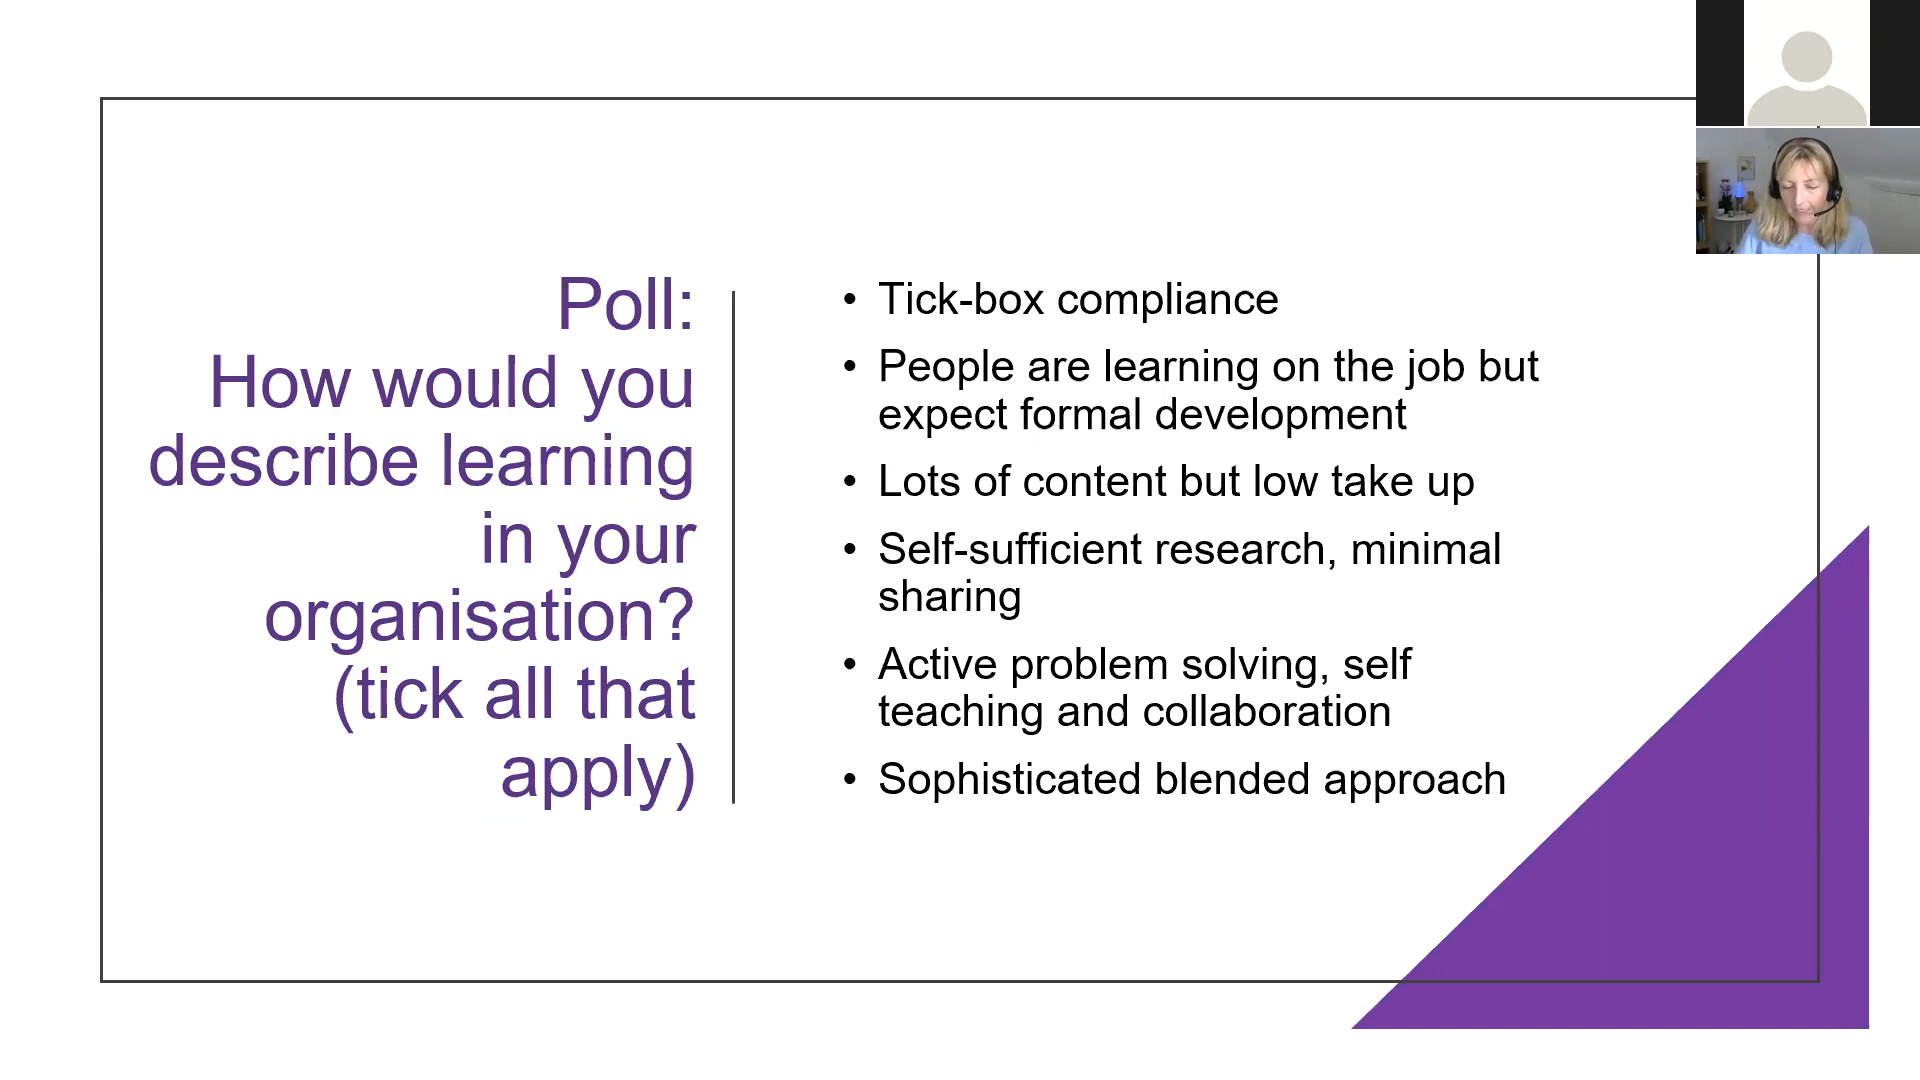 Poll:
How would you
describe learning
in your
organisation?
(tick all that
apply)
• Tick-box compliance
• People are learning on the job but
expect formal development
• Lots of content but low take up
• Self-sufficient research, minimal
sharing
• Active problem solving, self
teaching and collaboration
• Sophisticated blended approach